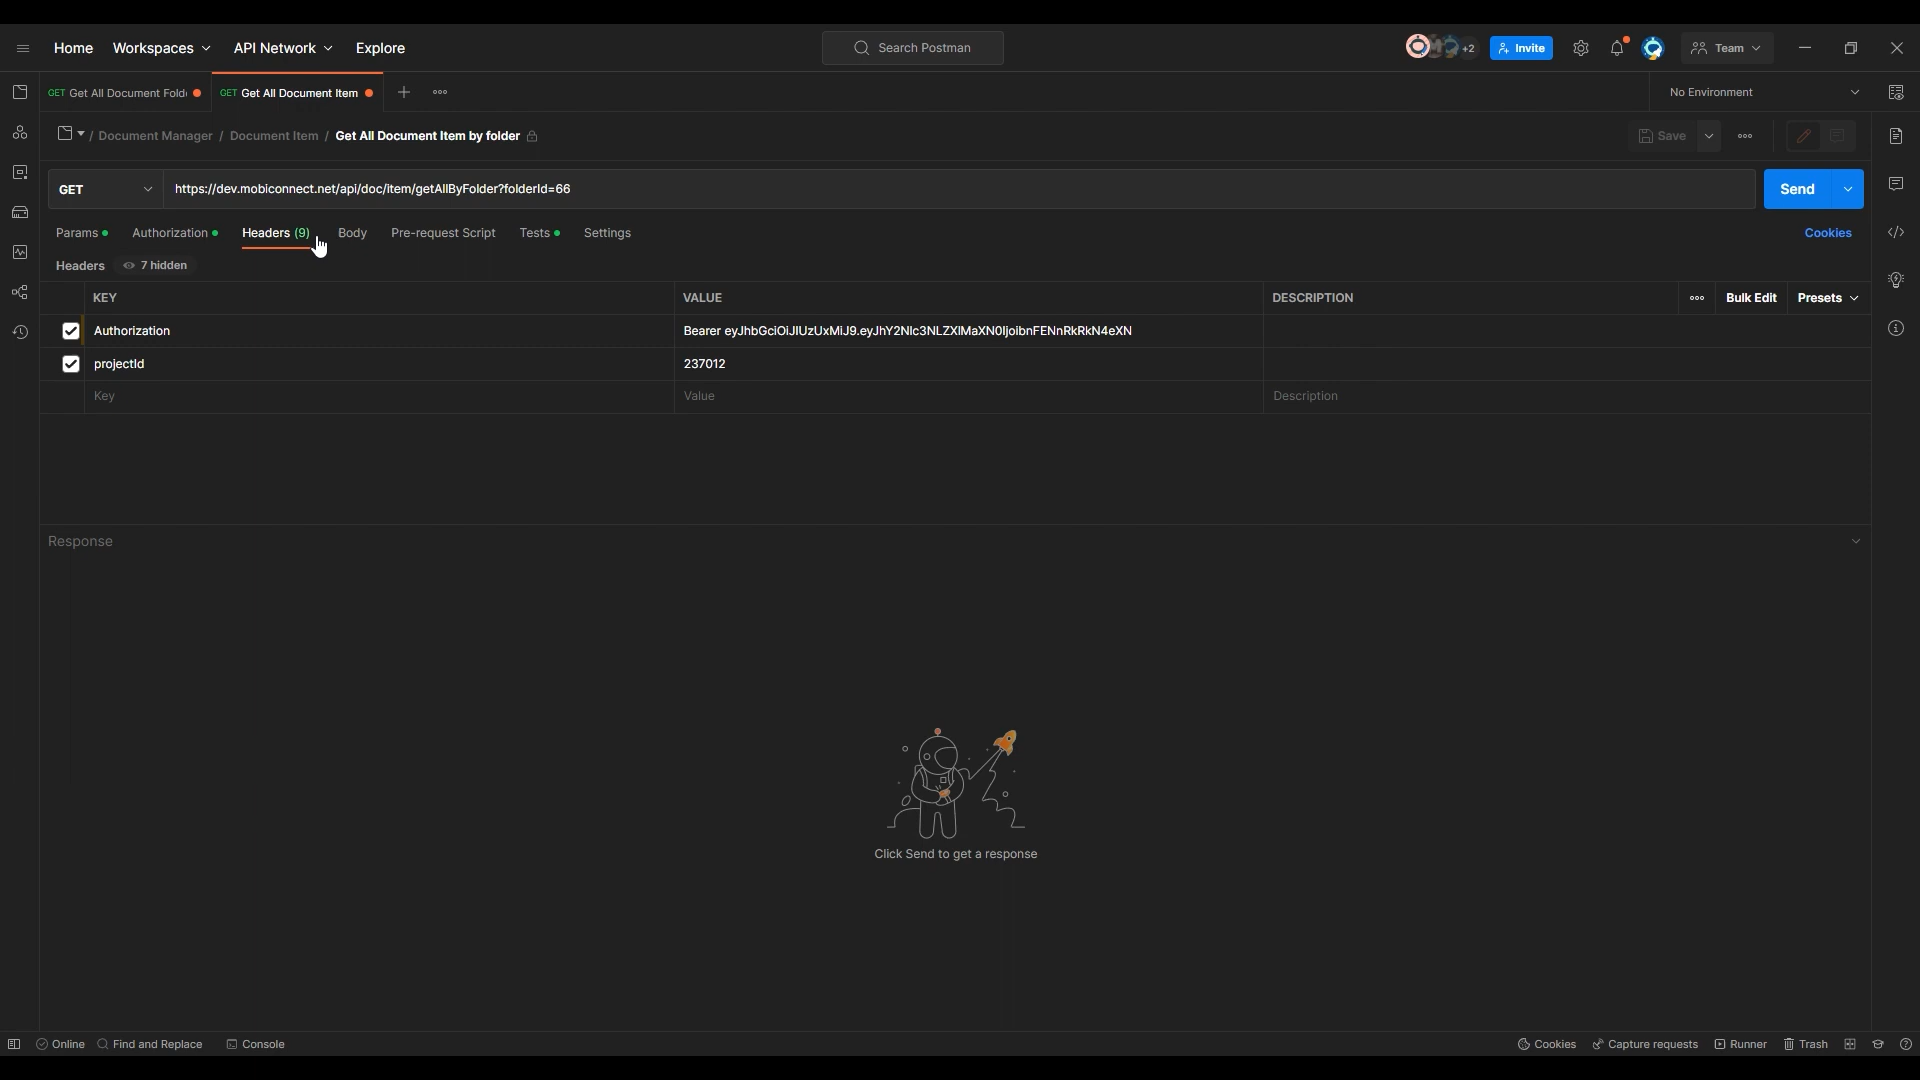 Home Workspaces API Network Explore Search Postman +2 Invite Team
GET Get All Document Fold GET Get All Document Item No Environment
/ Document Manager / Document Item / Get All Document Item by folder Save
GET https://dev.mobiconnect.net/api/doc/item/getAllByFolder?folderId=66 Send
Params Authorization Headers (9) Body Pre-request Script Tests Settings Cookies
Headers 7 hidden
KEY VALUE DESCRIPTION Bulk Edit Presets
Authorization Bearer eyJhbGciOiJIUzUxMiJ9.eyJhY2Nlc3NLZXlMaXN0IjoibnFENnRkRkN4eXN
projectId 237012
Key Value Description
Response
Click Send to get a response
Online Find and Replace Console Cookies Capture requests Runner Trash